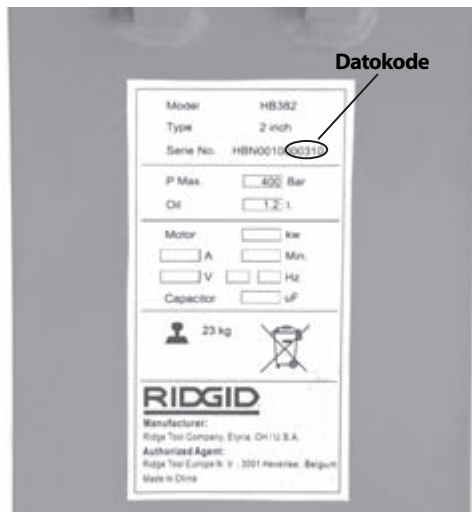 Datokode
Model HB382
Type 2 inch
Serie No. HBN0010 00310
P Max. 400 Bar
Oil 1.2 l.
Motor kw
A Min.
V Hz
Capacitor uF
23 kg
RIDGID
Manufacturer:
Ridge Tool Company, Elyria, OH / U.S.A.
Authorized Agent:
Ridge Tool Europe N. V., 3001 Heverlee, Belgium
Made In China